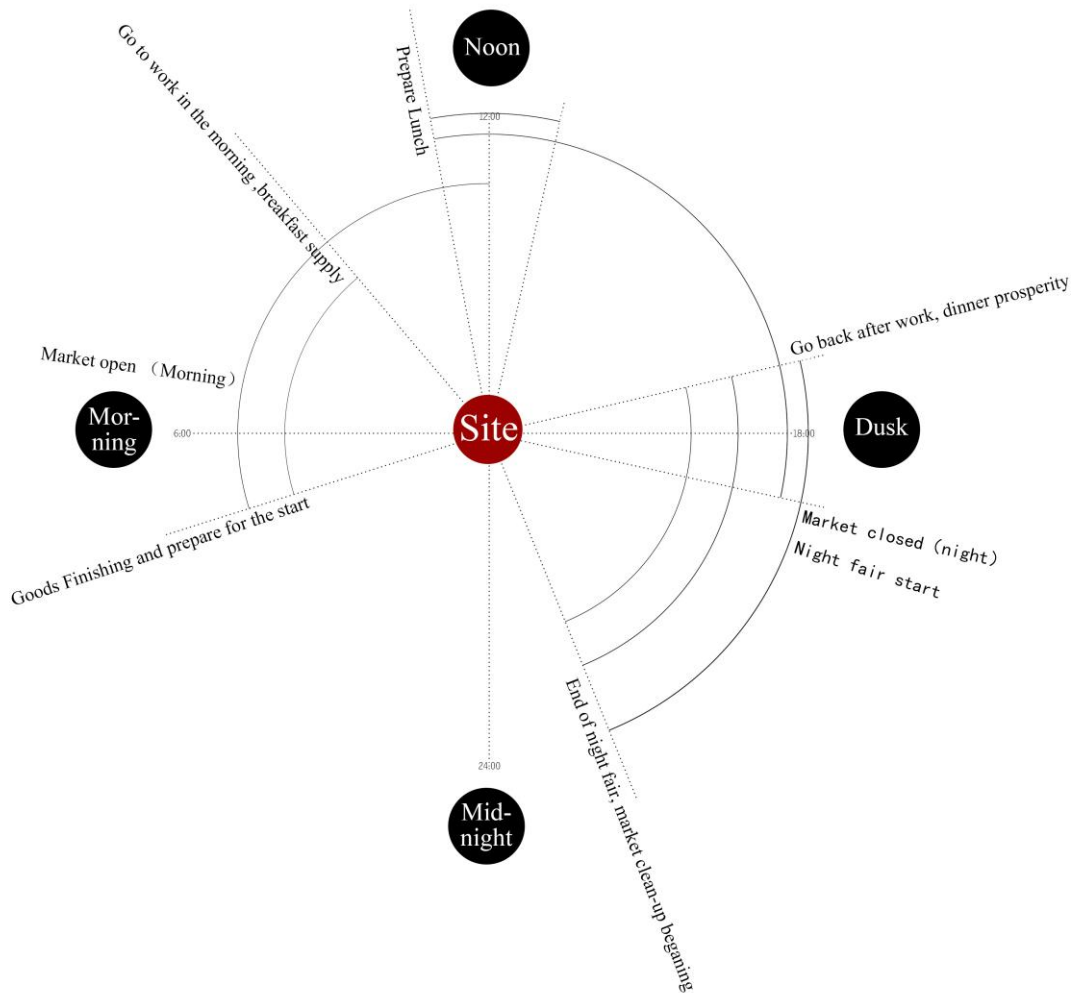 Noon
12:00
Prepare Lunch
Go to work in the morning ,breakfast supply
Go back after work, dinner prosperity
Market open （Morning）
Mor-
ning
6:00
Site
18:00
Dusk
Market closed (night)
Night fair start
Goods Finishing and prepare for the start
End of night fair, market clean-up beganing
24:00
Mid-
night